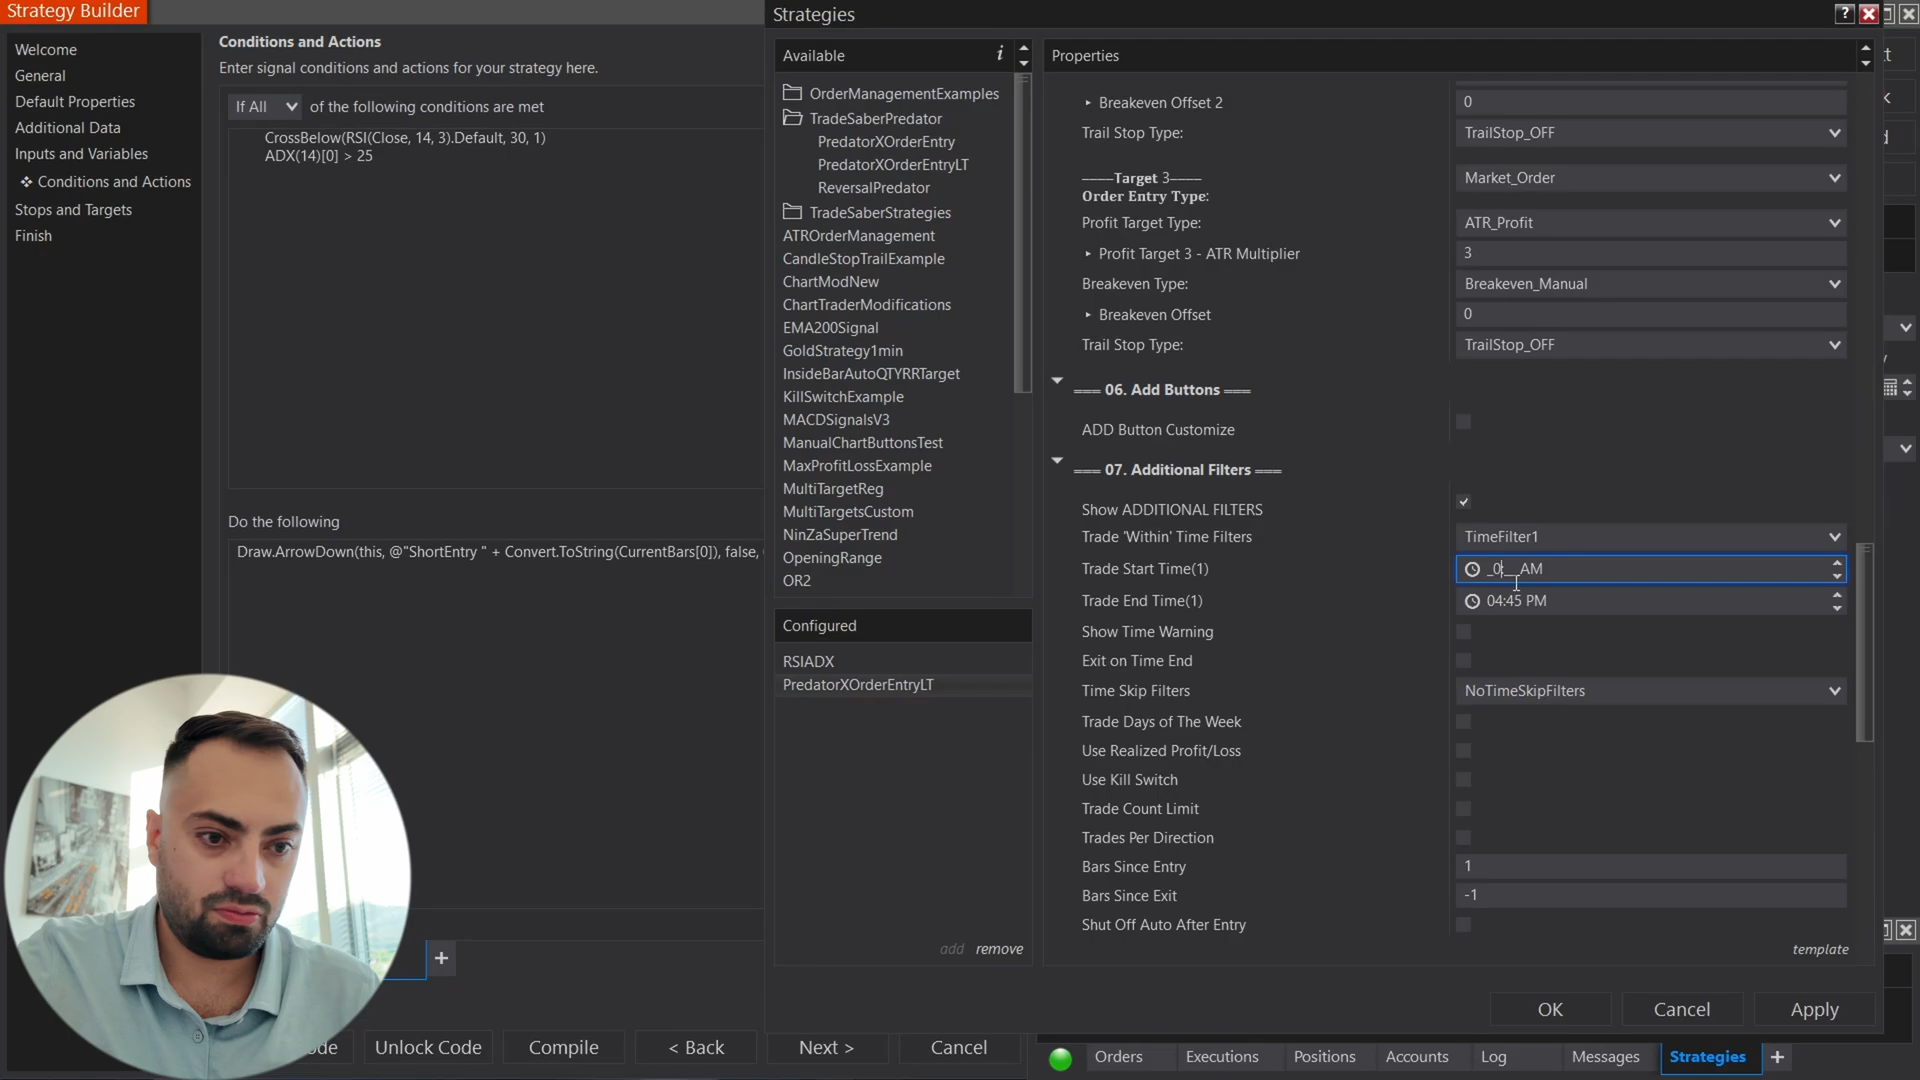 Strategy Builder
Welcome
General
Default Properties
Additional Data
Inputs and Variables
❖ Conditions and Actions
Stops and Targets
Finish
Conditions and Actions
Enter signal conditions and actions for your strategy here.
If All of the following conditions are met
CrossBelow(RSI(Close, 14, 3).Default, 30, 1)
ADX(14)[0] > 25
Do the following
Draw.ArrowDown(this, @"ShortEntry " + Convert.ToString(CurrentBars[0]), false,
Unlock Code
Compile
< Back
Next >
Cancel
Strategies
Available
OrderManagementExamples
TradeSaberPredator
PredatorXOrderEntry
PredatorXOrderEntryLT
ReversalPredator
TradeSaberStrategies
ATROrderManagement
CandleStopTrailExample
ChartModNew
ChartTraderModifications
EMA200Signal
GoldStrategy1min
InsideBarAutoQTYRRTarget
KillSwitchExample
MACDSignalsV3
ManualChartButtonsTest
MaxProfitLossExample
MultiTargetReg
MultiTargetsCustom
NinZaSuperTrend
OpeningRange
OR2
Configured
RSIADX
PredatorXOrderEntryLT
add remove
Properties
Breakeven Offset 2 0
Trail Stop Type: TrailStop_OFF
----Target 3---- Market_Order
Order Entry Type:
Profit Target Type: ATR_Profit
Profit Target 3 - ATR Multiplier 3
Breakeven Type: Breakeven_Manual
Breakeven Offset 0
Trail Stop Type: TrailStop_OFF
=== 06. Add Buttons ===
ADD Button Customize
=== 07. Additional Filters ===
Show ADDITIONAL FILTERS
Trade 'Within' Time Filters TimeFilter1
Trade Start Time(1) _0:__ AM
Trade End Time(1) 04:45 PM
Show Time Warning
Exit on Time End
Time Skip Filters NoTimeSkipFilters
Trade Days of The Week
Use Realized Profit/Loss
Use Kill Switch
Trade Count Limit
Trades Per Direction
Bars Since Entry 1
Bars Since Exit -1
Shut Off Auto After Entry
template
OK Cancel Apply
Orders Executions Positions Accounts Log Messages Strategies +